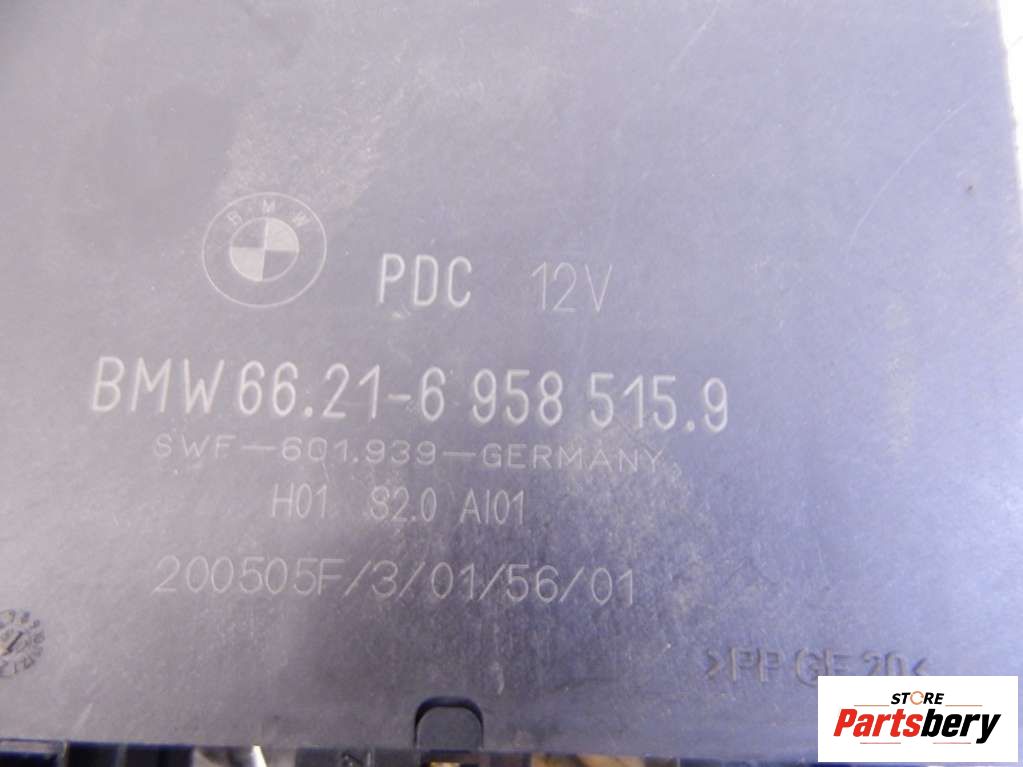 BMW
PDC 12V
BMW 66.21-6 958 515.9
SWF-601.939-GERMANY
H01 S2.0 AI01
200505F/3/01/56/01
>PP GF 20<
STORE
Partsbery